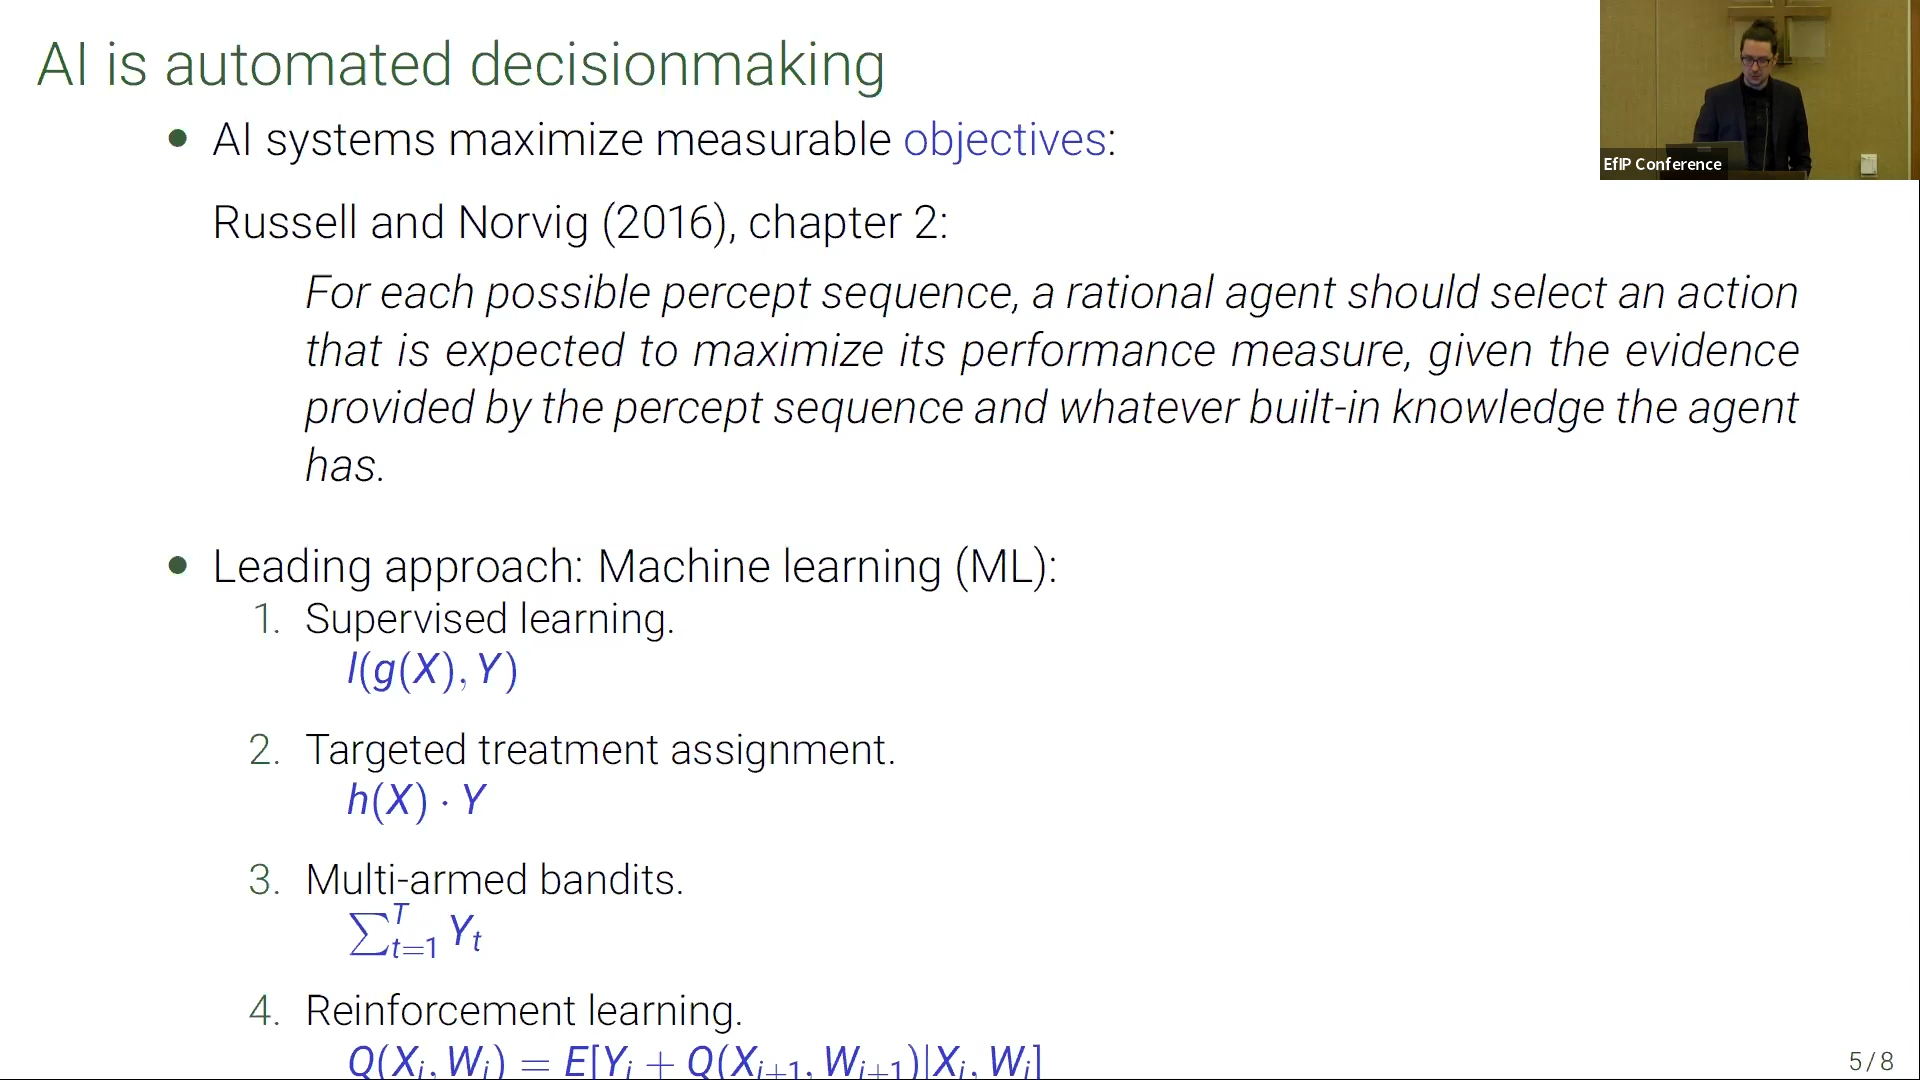 AI is automated decisionmaking
• AI systems maximize measurable objectives:
Russell and Norvig (2016), chapter 2:
For each possible percept sequence, a rational agent should select an action
that is expected to maximize its performance measure, given the evidence
provided by the percept sequence and whatever built-in knowledge the agent
has.
• Leading approach: Machine learning (ML):
1. Supervised learning.
l(g(X), Y)
2. Targeted treatment assignment.
h(X) · Y
3. Multi-armed bandits.
∑_{t=1}^{T} Y_t
4. Reinforcement learning.
Q(X_i, W_i) = E[Y_i + Q(X_{i+1}, W_{i+1})|X_i, W_i]
5 / 8
EfIP Conference